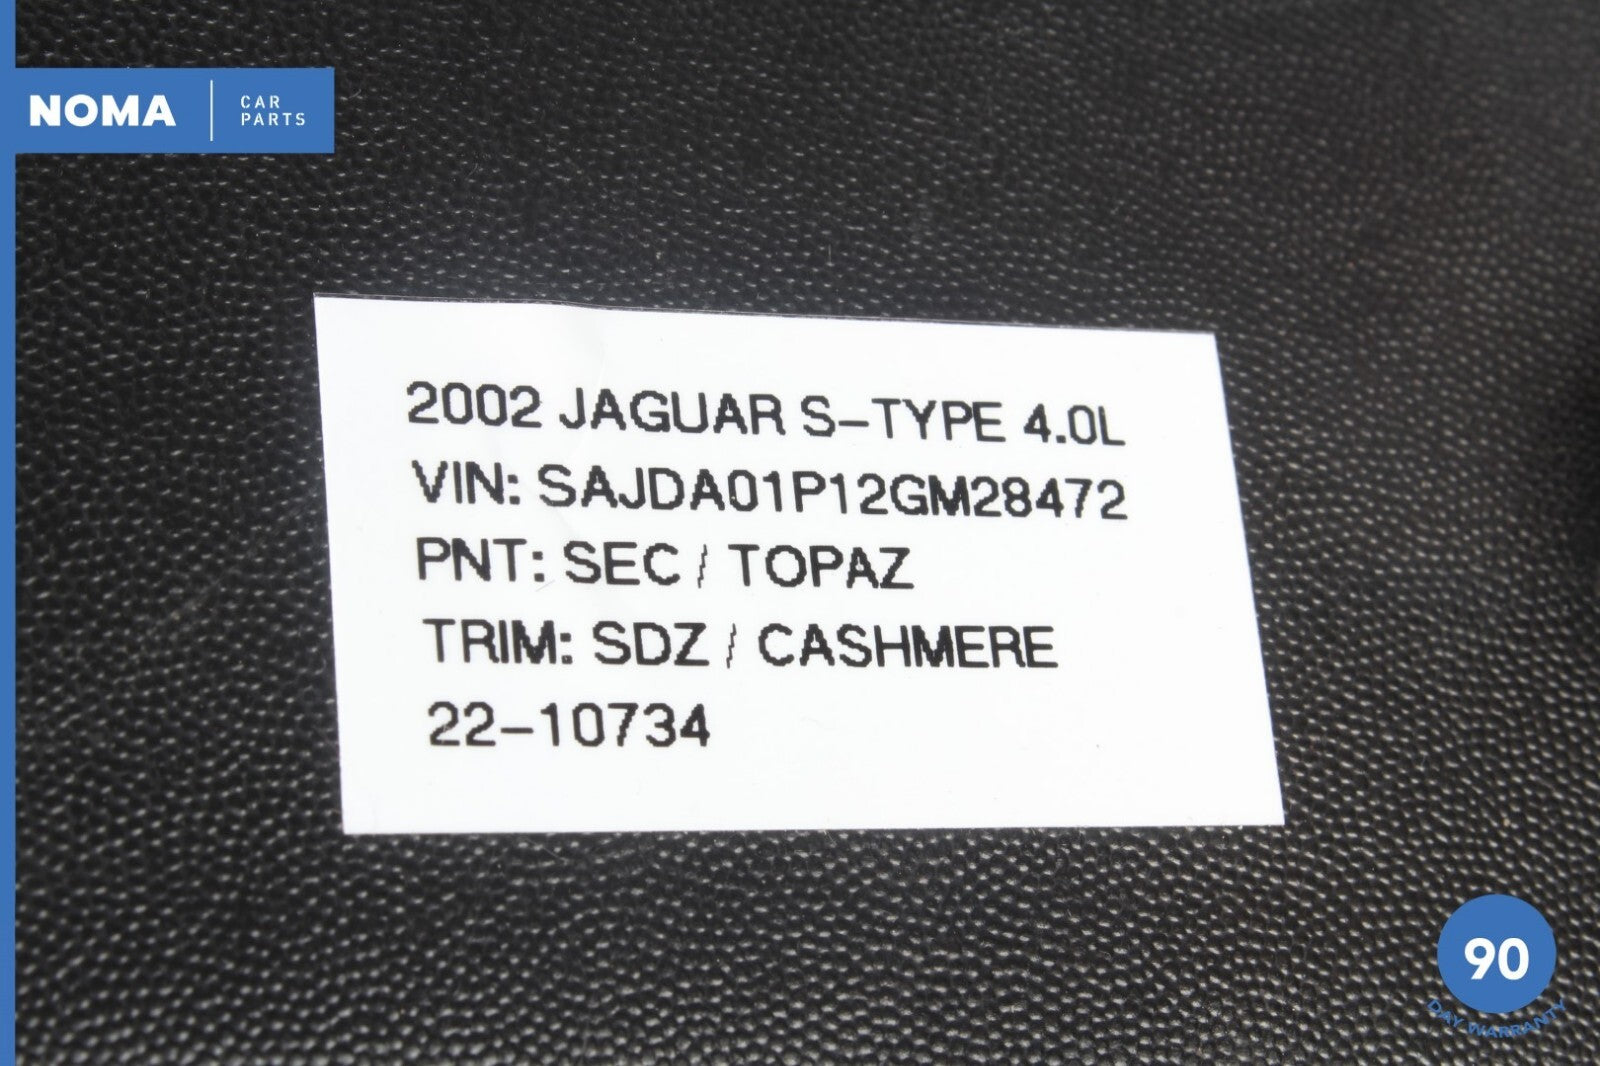 NOMA
CAR
PARTS
2002 JAGUAR S-TYPE 4.0L
VIN: SAJDA01P12GM28472
PNT: SEC / TOPAZ
TRIM: SDZ / CASHMERE
22-10734
90
DAY WARRANTY